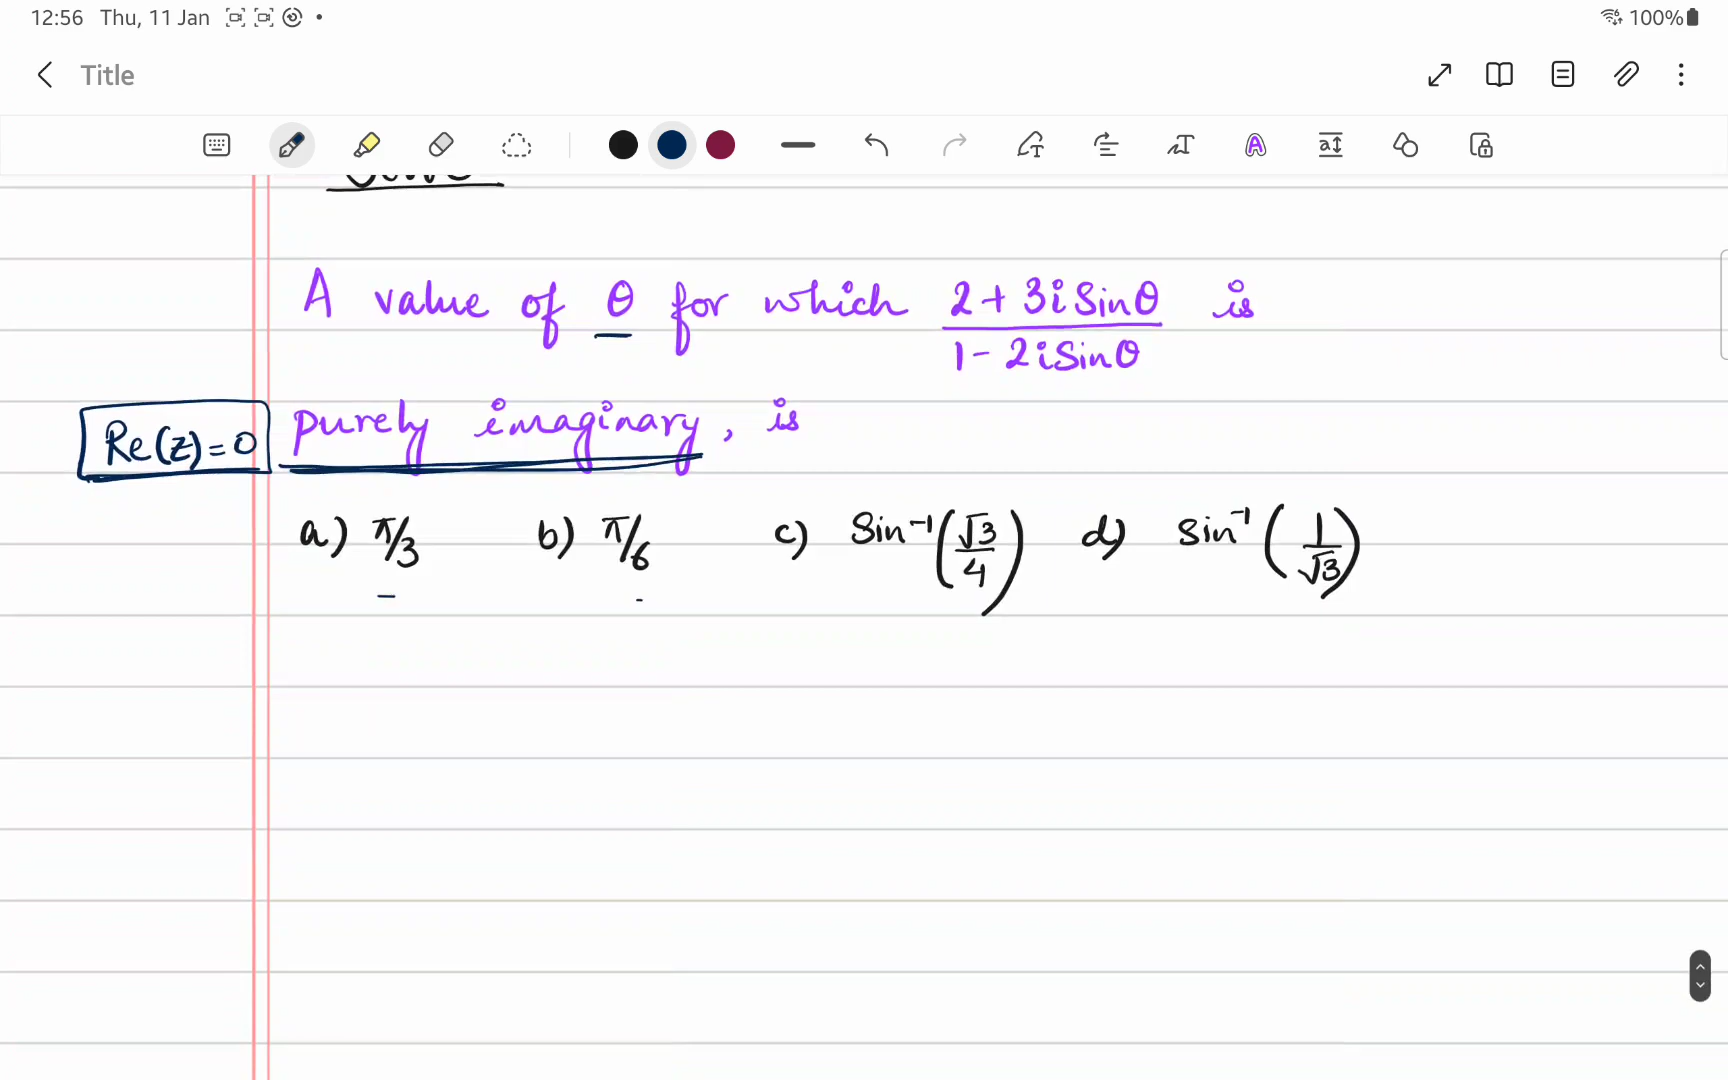 12:56 Thu, 11 Jan 100%
Title
A value of θ for which (2 + 3i Sinθ)/(1 - 2i Sinθ) is
Re(z) = 0 purely imaginary, is
a) π/3 b) π/6 c) Sin⁻¹(√3/4) d) Sin⁻¹(1/√3)